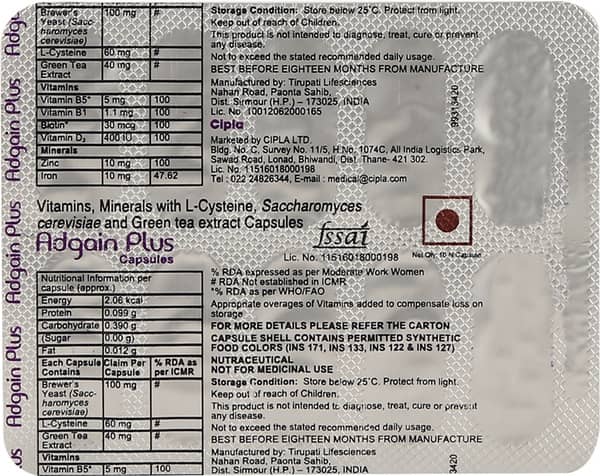 Adgain Plus
Adgain Plus
Adgain Plus
Adgain Plus
Brewer's 100 mg #
Yeast (Sacc-
haromyces
cerevisiae)
L-Cysteine 60 mg #
Green Tea 40 mg #
Extract
Vitamins
Vitamin B5* 5 mg 100
Vitamin B1 1.1 mg 100
Biotin* 30 mcg 100
Vitamin D₂ 400 IU 100
Minerals
Zinc 10 mg 100
Iron 10 mg 47.62
Storage Condition: Store below 25°C. Protect from light.
Keep out of reach of Children.
This product is not intended to diagnose, treat, cure or prevent
any disease.
Not to exceed the stated recommended daily usage.
BEST BEFORE EIGHTEEN MONTHS FROM MANUFACTURE
Manufactured by: Tirupati Lifesciences
Nahan Road, Paonta Sahib,
Dist. Sirmour (H.P.) – 173025, INDIA
Lic. No. 10012062000165
Cipla
Marketed by CIPLA LTD.
Bldg. No. C, Survey No. 11/5, H.No. 1074C, All India Logistics Park,
Sawad Road, Lonad, Bhiwandi, Dist. Thane- 421 302.
Lic. No. 11516018000198
Tel : 022 24826344, E-mail : medical@cipla.com
Vitamins, Minerals with L-Cysteine, Saccharomyces
cerevisiae and Green tea extract Capsules
Adgain Plus
Capsules
fssai
Lic. No. 11516018000198
Net Qty. 10 N Capsule
Nutritional Information per
capsule (approx.)
Energy 2.06 kcal
Protein 0.099 g
Carbohydrate 0.390 g
(Sugar 0.00 g)
Fat 0.012 g
Each Capsule Claim Per % RDA as
Contains Capsule per ICMR
Brewer's 100 mg #
Yeast (Sacc-
haromyces
cerevisiae)
L-Cysteine 60 mg #
Green Tea 40 mg #
Extract
Vitamins
Vitamin B5* 5 mg 100
% RDA expressed as per Moderate Work Women
# RDA Not established in ICMR
*% RDA as per WHO/FAO
Appropriate overages of Vitamins added to compensate loss on
storage
FOR MORE DETAILS PLEASE REFER THE CARTON
CAPSULE SHELL CONTAINS PERMITTED SYNTHETIC
FOOD COLORS (INS 171, INS 133, INS 122 & INS 127)
NUTRACEUTICAL
NOT FOR MEDICINAL USE
Storage Condition: Store below 25°C. Protect from light.
Keep out of reach of Children.
This product is not intended to diagnose, treat, cure or prevent
any disease.
Not to exceed the stated recommended daily usage.
BEST BEFORE EIGHTEEN MONTHS FROM MANUFACTURE
Manufactured by: Tirupati Lifesciences
Nahan Road, Paonta Sahib,
Dist. Sirmour (H.P.) – 173025, INDIA